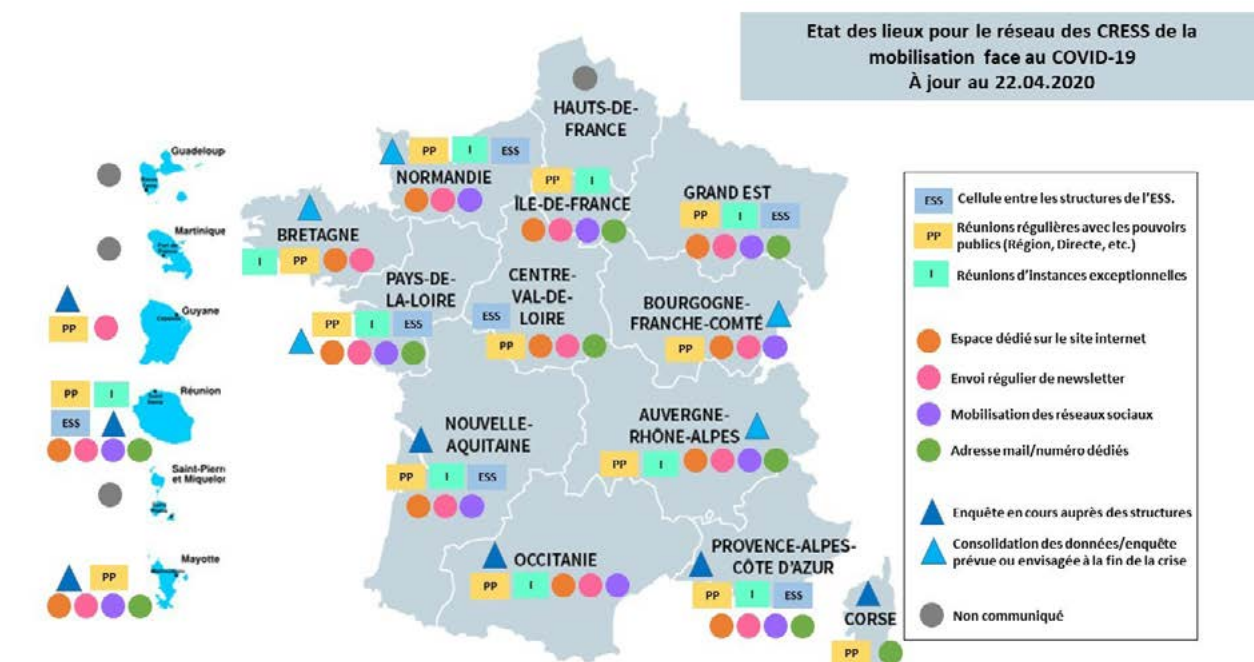 Etat des lieux pour le réseau des CRESS de la
mobilisation face au COVID-19
À jour au 22.04.2020
HAUTS-DE-
FRANCE
PP I ESS
NORMANDIE
PP I
ÎLE-DE-FRANCE
GRAND EST
PP I ESS
BRETAGNE
I PP
PAYS-DE-
LA-LOIRE
PP I ESS
CENTRE-
VAL-DE-
LOIRE
ESS
PP
BOURGOGNE-
FRANCHE-COMTÉ
PP
NOUVELLE-
AQUITAINE
PP I ESS
AUVERGNE-
RHÔNE-ALPES
PP I
OCCITANIE
PP I
PROVENCE-ALPES-
CÔTE D'AZUR
PP I ESS
CORSE
PP
Guadeloup
Martinique
Guyane
PP
Réunion
PP I
ESS
Saint-Pierre
et Miquelor
Mayotte
PP
ESS Cellule entre les structures de l'ESS.
PP Réunions régulières avec les pouvoirs
publics (Région, Directe, etc.)
I Réunions d'instances exceptionnelles
Espace dédié sur le site internet
Envoi régulier de newsletter
Mobilisation des réseaux sociaux
Adresse mail/numéro dédiés
Enquête en cours auprès des structures
Consolidation des données/enquête
prévue ou envisagée à la fin de la crise
Non communiqué